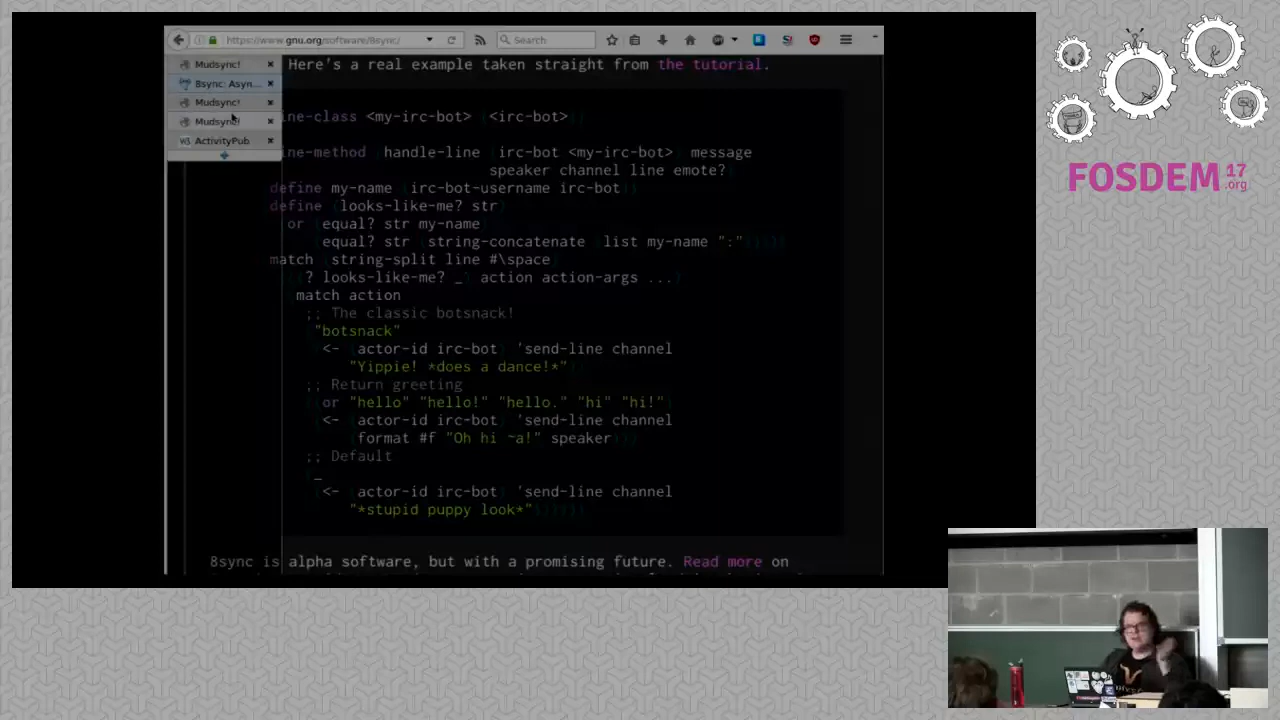 https://www.gnu.org/software/8sync/
Search
Mudsync!
8sync: Asyn...
Mudsync!
Mudsync!
ActivityPub
Here's a real example taken straight from the tutorial.
ine-class <my-irc-bot> (<irc-bot>)
ine-method (handle-line (irc-bot <my-irc-bot>) message
speaker channel line emote?)
define my-name (irc-bot-username irc-bot))
define (looks-like-me? str)
(or (equal? str my-name)
(equal? str (string-concatenate (list my-name ":")))))
match (string-split line #\space)
((? looks-like-me? _) action action-args ...)
(match action
;; The classic botsnack!
("botsnack"
(<- (actor-id irc-bot) 'send-line channel
"Yippie! *does a dance!*"))
;; Return greeting
((or "hello" "hello!" "hello." "hi" "hi!")
(<- (actor-id irc-bot) 'send-line channel
(format #f "Oh hi ~a!" speaker)))
;; Default
(_
(<- (actor-id irc-bot) 'send-line channel
"*stupid puppy look*"))))))
8sync is alpha software, but with a promising future. Read more on
FOSDEM 17
.org